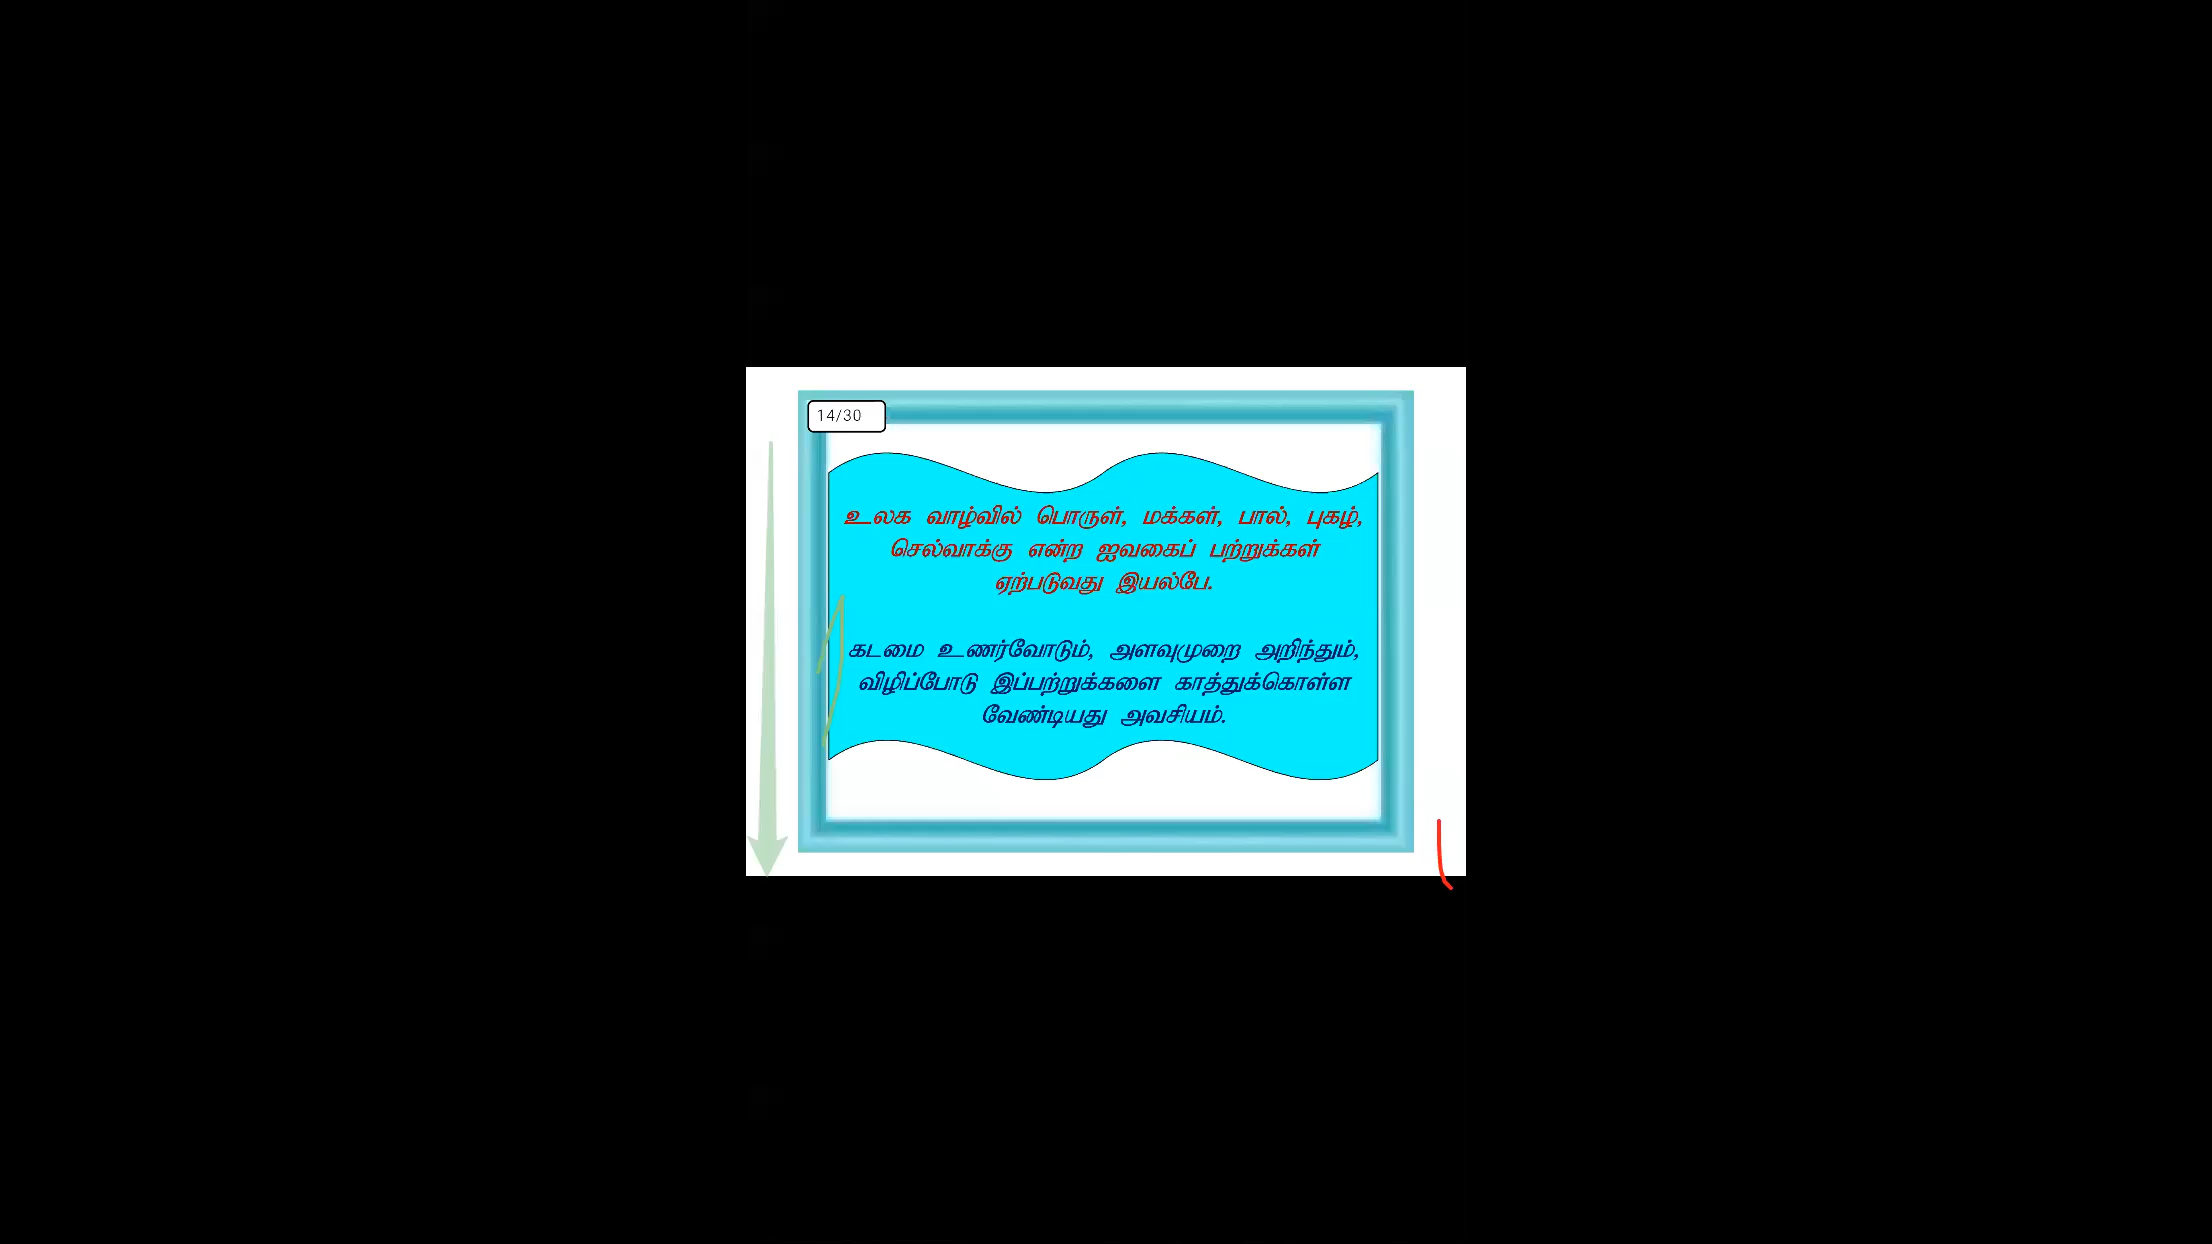 14/30
உலக வாழ்வில் பொருள், மக்கள், பால், புகழ்,
செல்வாக்கு என்ற ஐவகைப் பற்றுக்கள்
ஏற்படுவது இயல்பே.
கடமை உணர்வோடும், அளவுமுறை அறிந்தும்,
விழிப்போடு இப்பற்றுக்களை காத்துக்கொள்ள
வேண்டியது அவசியம்.